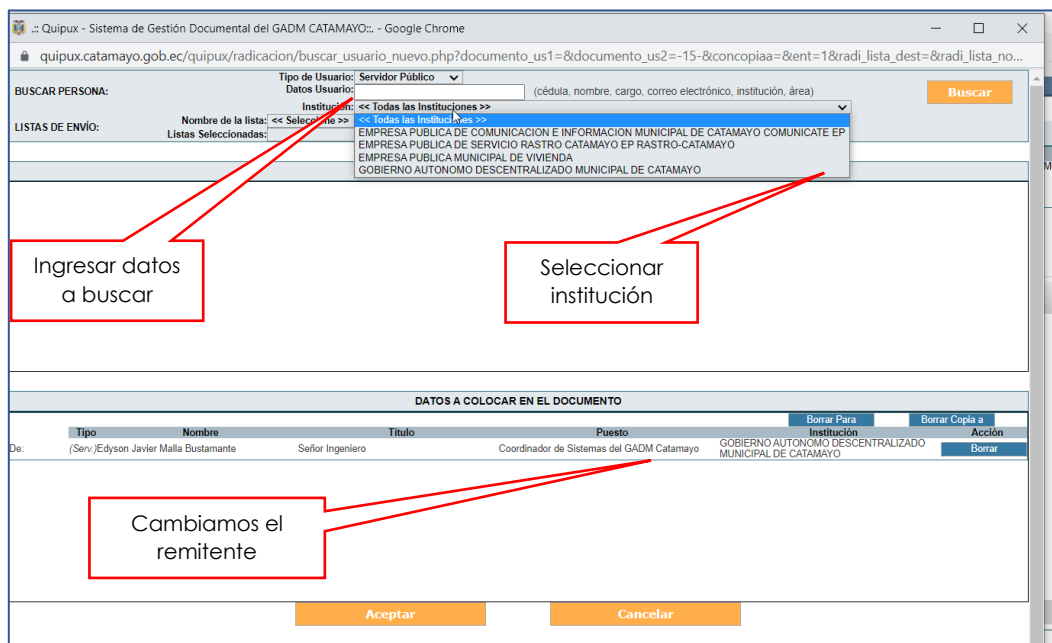 .:: Quipux - Sistema de Gestión Documental del GADM CATAMAYO::. - Google Chrome
quipux.catamayo.gob.ec/quipux/radicacion/buscar_usuario_nuevo.php?documento_us1=&documento_us2=-15-&concopiaa=&ent=1&radi_lista_dest=&radi_lista_no...
BUSCAR PERSONA:
Tipo de Usuario: Servidor Público
Datos Usuario: (cédula, nombre, cargo, correo electrónico, institución, área)
Buscar
Institución: << Todas las Instituciones >>
LISTAS DE ENVÍO:
Nombre de la lista: << Seleccione >>
Listas Seleccionadas:
<< Todas las Instituciones >>
EMPRESA PUBLICA DE COMUNICACION E INFORMACION MUNICIPAL DE CATAMAYO COMUNICATE EP
EMPRESA PUBLICA DE SERVICIO RASTRO CATAMAYO EP RASTRO-CATAMAYO
EMPRESA PUBLICA MUNICIPAL DE VIVIENDA
GOBIERNO AUTONOMO DESCENTRALIZADO MUNICIPAL DE CATAMAYO
Ingresar datos
a buscar
Seleccionar
institución
DATOS A COLOCAR EN EL DOCUMENTO
Borrar Para Borrar Copia a
Tipo Nombre Título Puesto Institución Acción
De: (Serv.)Edyson Javier Malla Bustamante Señor Ingeniero Coordinador de Sistemas del GADM Catamayo GOBIERNO AUTONOMO DESCENTRALIZADO Borrar
MUNICIPAL DE CATAMAYO
Cambiamos el
remitente
Aceptar Cancelar